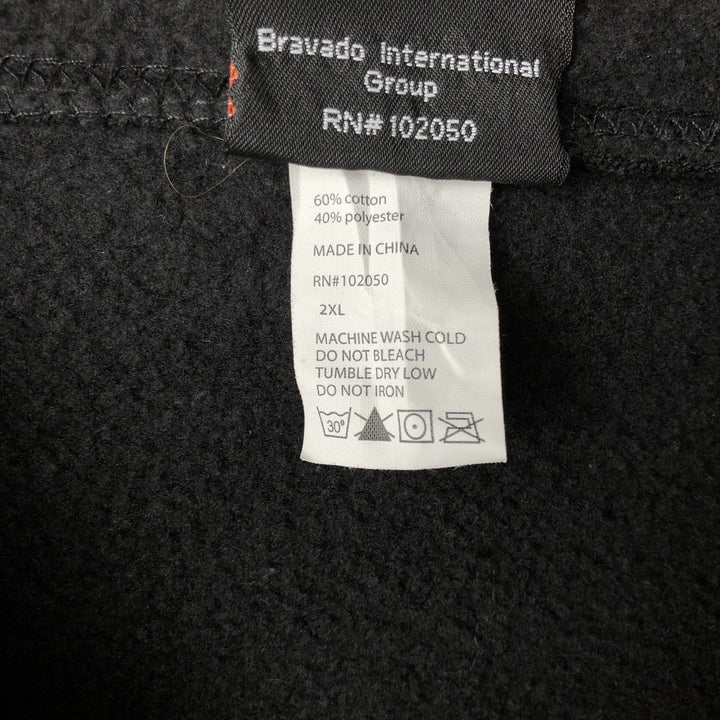 Bravado International
Group
RN# 102050
60% cotton
40% polyester
MADE IN CHINA
RN#102050
2XL
MACHINE WASH COLD
DO NOT BLEACH
TUMBLE DRY LOW
DO NOT IRON
30°